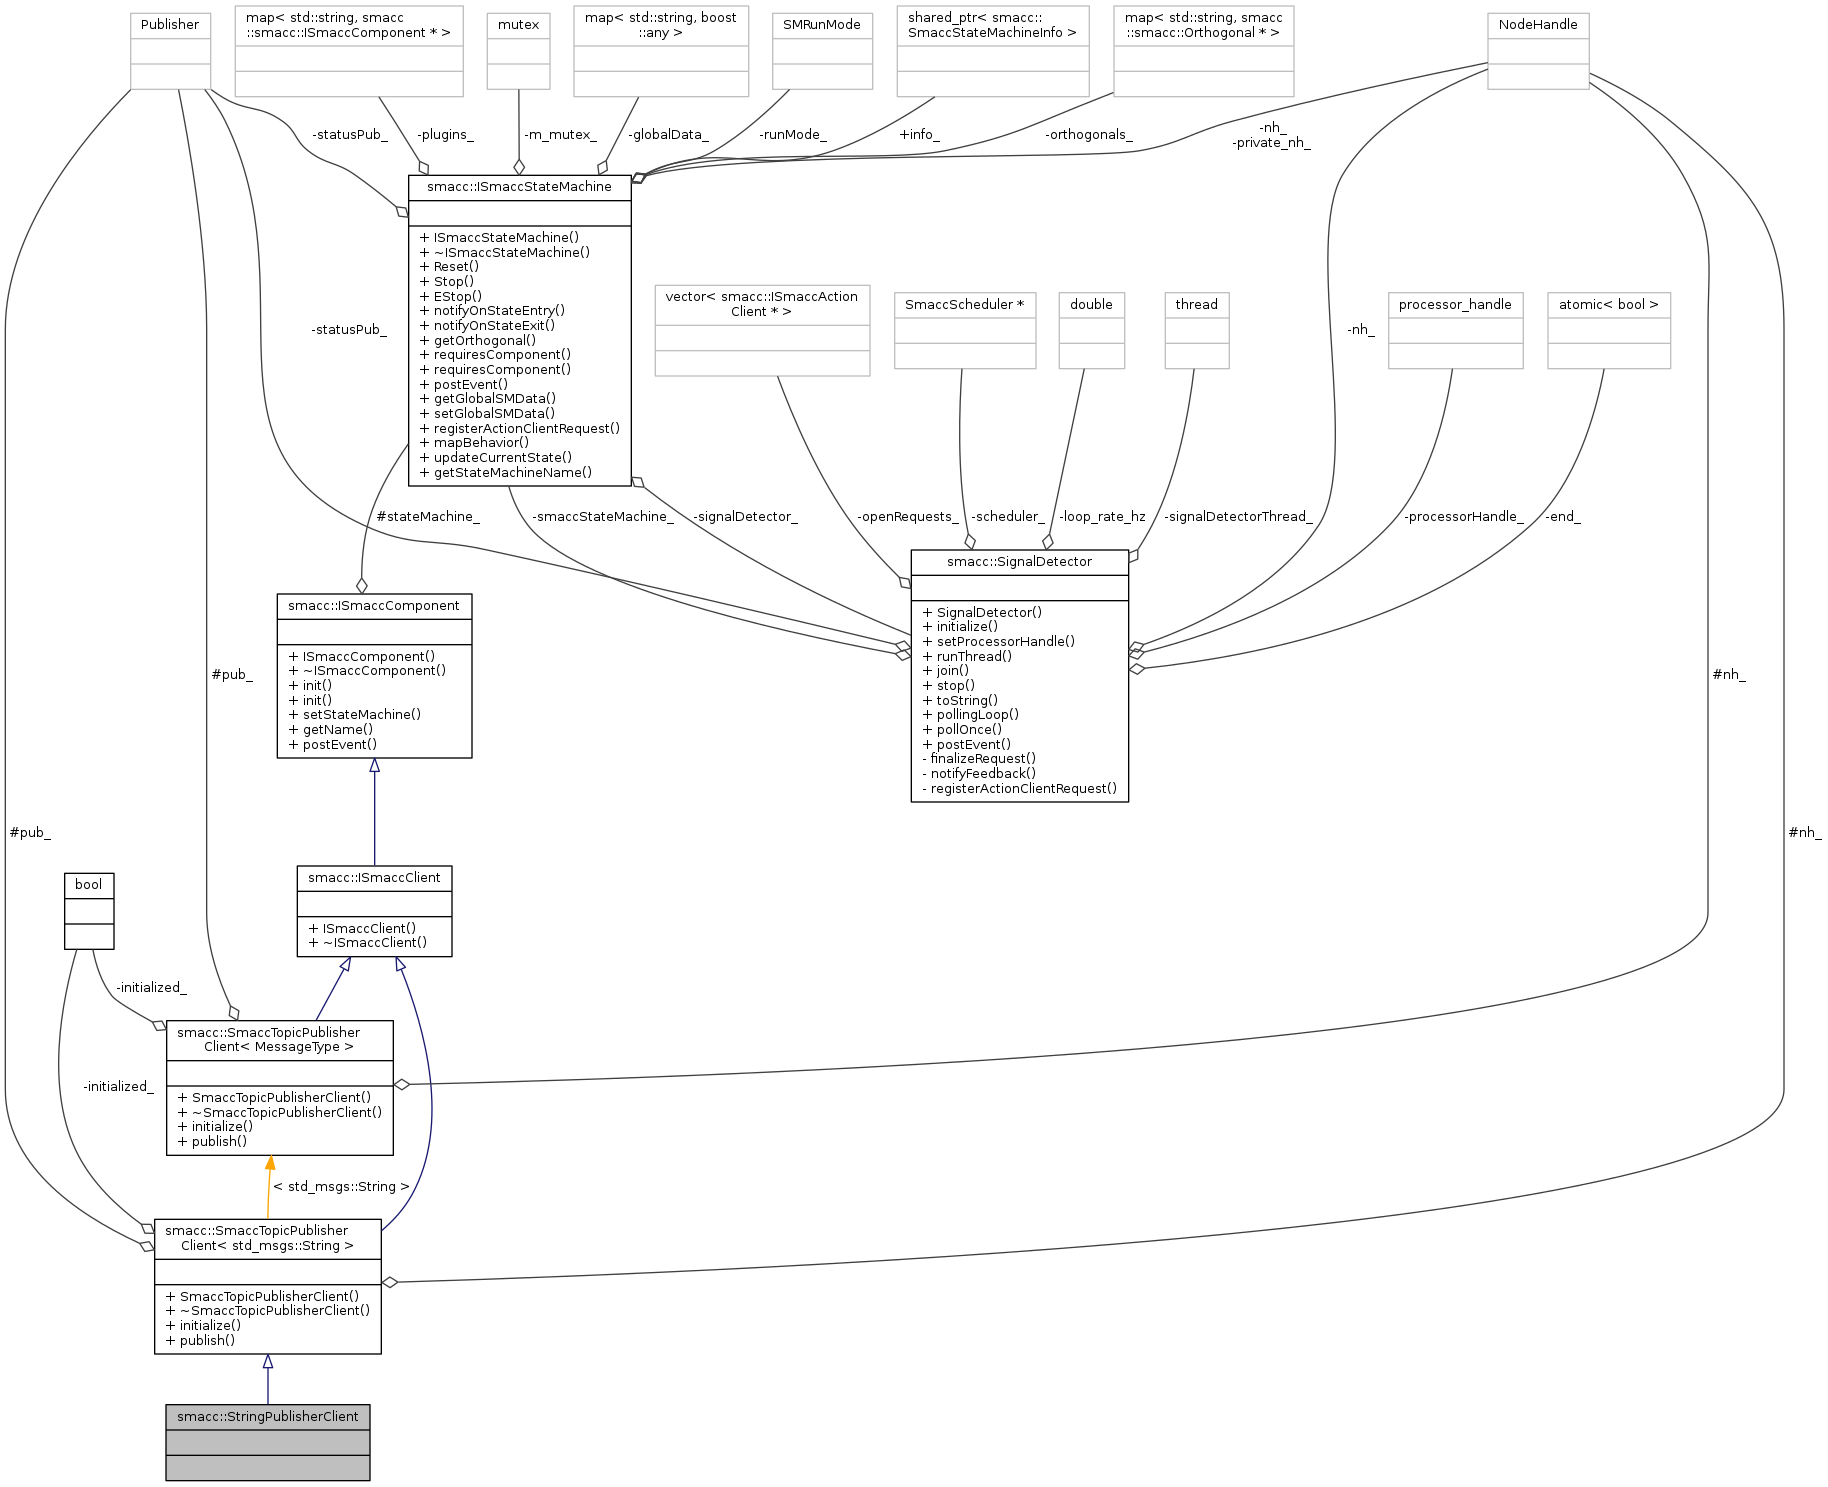 Publisher
map< std::string, smacc
::smacc::ISmaccComponent * >
mutex
map< std::string, boost
::any >
SMRunMode
shared_ptr< smacc::
SmaccStateMachineInfo >
map< std::string, smacc
::smacc::Orthogonal * >
NodeHandle
-statusPub_
-plugins_
-m_mutex_
-globalData_
-runMode_
+info_
-orthogonals_
-nh_
-private_nh_
smacc::ISmaccStateMachine
+ ISmaccStateMachine()
+ ~ISmaccStateMachine()
+ Reset()
+ Stop()
+ EStop()
+ notifyOnStateEntry()
+ notifyOnStateExit()
+ getOrthogonal()
+ requiresComponent()
+ requiresComponent()
+ postEvent()
+ getGlobalSMData()
+ setGlobalSMData()
+ registerActionClientRequest()
+ mapBehavior()
+ updateCurrentState()
+ getStateMachineName()
vector< smacc::ISmaccAction
Client * >
SmaccScheduler *
double
thread
processor_handle
atomic< bool >
-statusPub_
-nh_
#stateMachine_
-smaccStateMachine_
-signalDetector_
-openRequests_
-scheduler_
-loop_rate_hz
-signalDetectorThread_
-processorHandle_
-end_
smacc::SignalDetector
+ SignalDetector()
+ initialize()
+ setProcessorHandle()
+ runThread()
+ join()
+ stop()
+ toString()
+ pollingLoop()
+ pollOnce()
+ postEvent()
- finalizeRequest()
- notifyFeedback()
- registerActionClientRequest()
smacc::ISmaccComponent
+ ISmaccComponent()
+ ~ISmaccComponent()
+ init()
+ init()
+ setStateMachine()
+ getName()
+ postEvent()
#pub_
#nh_
#pub_
#nh_
bool
smacc::ISmaccClient
+ ISmaccClient()
+ ~ISmaccClient()
-initialized_
smacc::SmaccTopicPublisher
Client< MessageType >
+ SmaccTopicPublisherClient()
+ ~SmaccTopicPublisherClient()
+ initialize()
+ publish()
-initialized_
< std_msgs::String >
smacc::SmaccTopicPublisher
Client< std_msgs::String >
+ SmaccTopicPublisherClient()
+ ~SmaccTopicPublisherClient()
+ initialize()
+ publish()
smacc::StringPublisherClient